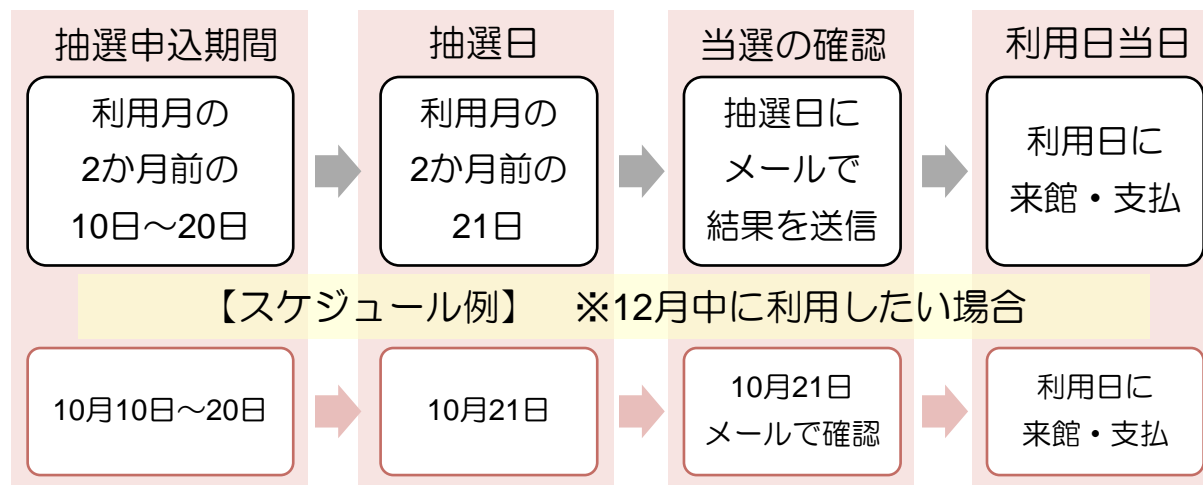 抽選申込期間
利用月の
2か月前の
10日～20日
抽選日
利用月の
2か月前の
21日
当選の確認
抽選日に
メールで
結果を送信
利用日当日
利用日に
来館・支払
【スケジュール例】　※12月中に利用したい場合
10月10日～20日
10月21日
10月21日
メールで確認
利用日に
来館・支払